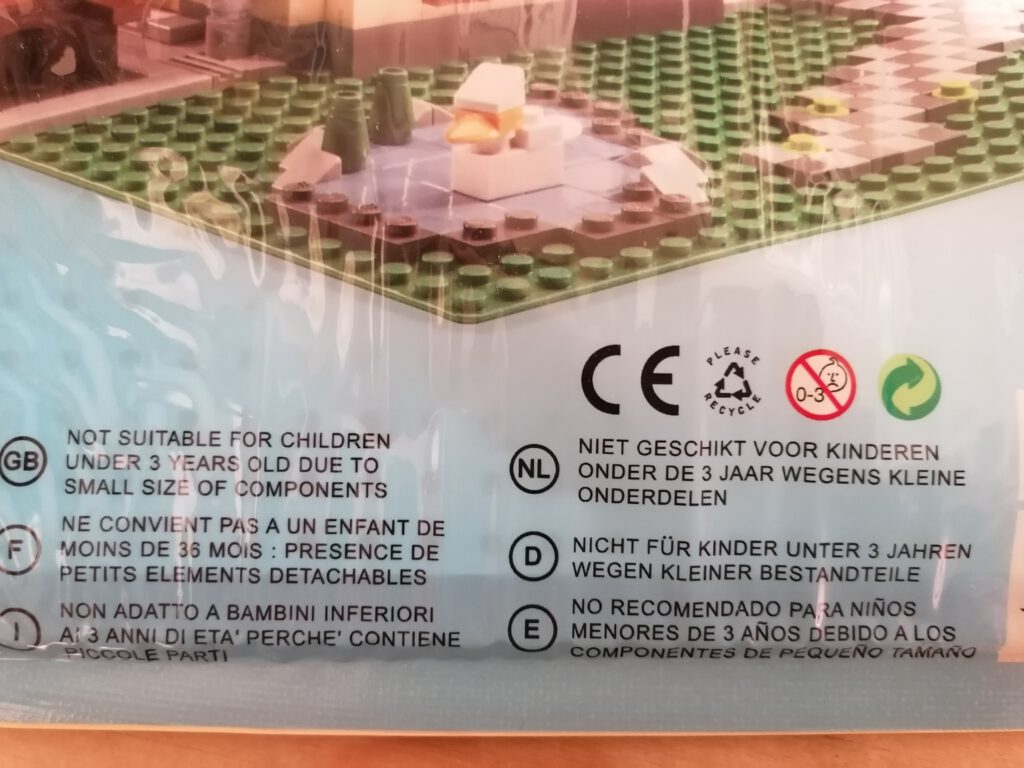 CE
PLEASE
RECYCLE
0-3
GB
NOT SUITABLE FOR CHILDREN
UNDER 3 YEARS OLD DUE TO
SMALL SIZE OF COMPONENTS
F
NE CONVIENT PAS A UN ENFANT DE
MOINS DE 36 MOIS : PRESENCE DE
PETITS ELEMENTS DETACHABLES
I
NON ADATTO A BAMBINI INFERIORI
AI 3 ANNI DI ETA' PERCHE' CONTIENE
PICCOLE PARTI
NL
NIET GESCHIKT VOOR KINDEREN
ONDER DE 3 JAAR WEGENS KLEINE
ONDERDELEN
D
NICHT FÜR KINDER UNTER 3 JAHREN
WEGEN KLEINER BESTANDTEILE
E
NO RECOMENDADO PARA NIÑOS
MENORES DE 3 AÑOS DEBIDO A LOS
COMPONENTES DE PEQUEÑO TAMAÑO